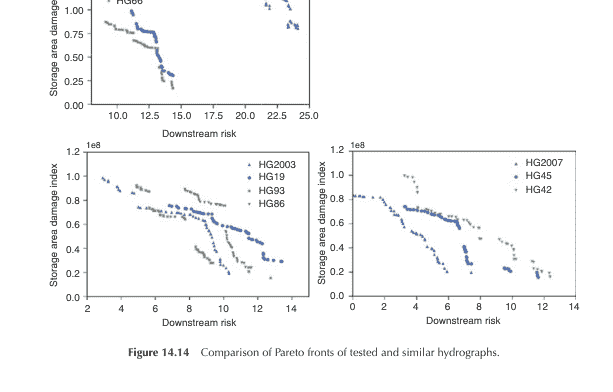 HG66
Storage area damage
1.00
0.75
0.50
0.25
0.00
10.0 12.5 15.0 17.5 20.0 22.5 25.0
Downstream risk
1e8
Storage area damage index
1.2
1.0
0.8
0.6
0.4
0.2
0.0
HG2003
HG19
HG93
HG86
2 4 6 8 10 12 14
Downstream risk
1e8
Storage area damage index
1.2
1.0
0.8
0.6
0.4
0.2
0.0
HG2007
HG45
HG42
0 2 4 6 8 10 12 14
Downstream risk
Figure 14.14 Comparison of Pareto fronts of tested and similar hydrographs.